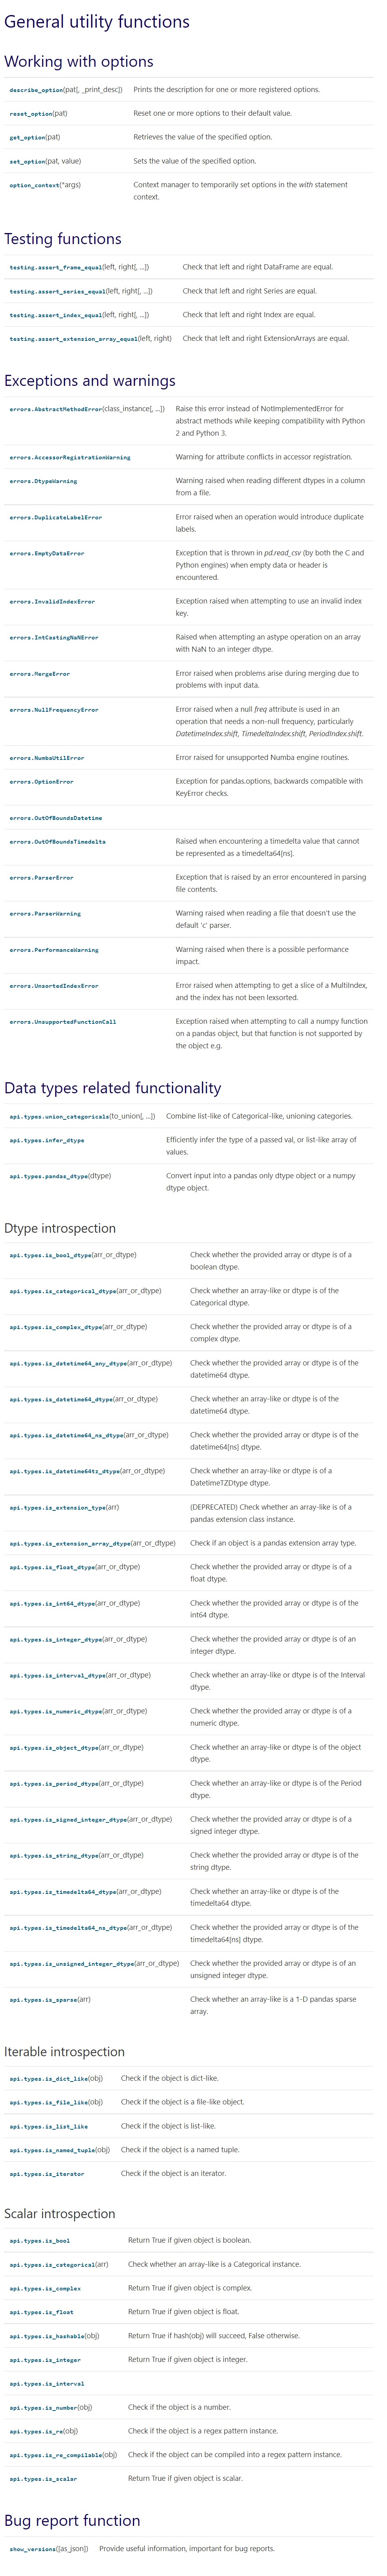 General utility functions
Working with options
describe_option(pat[, _print_desc]) Prints the description for one or more registered options.
reset_option(pat) Reset one or more options to their default value.
get_option(pat) Retrieves the value of the specified option.
set_option(pat, value) Sets the value of the specified option.
option_context(*args) Context manager to temporarily set options in the with statement
context.
Testing functions
testing.assert_frame_equal(left, right[, ...]) Check that left and right DataFrame are equal.
testing.assert_series_equal(left, right[, ...]) Check that left and right Series are equal.
testing.assert_index_equal(left, right[, ...]) Check that left and right Index are equal.
testing.assert_extension_array_equal(left, right) Check that left and right ExtensionArrays are equal.
Exceptions and warnings
errors.AbstractMethodError(class_instance[, ...]) Raise this error instead of NotImplementedError for
abstract methods while keeping compatibility with Python
2 and Python 3.
errors.AccessorRegistrationWarning Warning for attribute conflicts in accessor registration.
errors.DtypeWarning Warning raised when reading different dtypes in a column
from a file.
errors.DuplicateLabelError Error raised when an operation would introduce duplicate
labels.
errors.EmptyDataError Exception that is thrown in pd.read_csv (by both the C and
Python engines) when empty data or header is
encountered.
errors.InvalidIndexError Exception raised when attempting to use an invalid index
key.
errors.IntCastingNaNError Raised when attempting an astype operation on an array
with NaN to an integer dtype.
errors.MergeError Error raised when problems arise during merging due to
problems with input data.
errors.NullFrequencyError Error raised when a null freq attribute is used in an
operation that needs a non-null frequency, particularly
DatetimeIndex.shift, TimedeltaIndex.shift, PeriodIndex.shift.
errors.NumbaUtilError Error raised for unsupported Numba engine routines.
errors.OptionError Exception for pandas.options, backwards compatible with
KeyError checks.
errors.OutOfBoundsDatetime
errors.OutOfBoundsTimedelta Raised when encountering a timedelta value that cannot
be represented as a timedelta64[ns].
errors.ParserError Exception that is raised by an error encountered in parsing
file contents.
errors.ParserWarning Warning raised when reading a file that doesn't use the
default 'c' parser.
errors.PerformanceWarning Warning raised when there is a possible performance
impact.
errors.UnsortedIndexError Error raised when attempting to get a slice of a MultiIndex,
and the index has not been lexsorted.
errors.UnsupportedFunctionCall Exception raised when attempting to call a numpy function
on a pandas object, but that function is not supported by
the object e.g.
Data types related functionality
api.types.union_categoricals(to_union[, ...]) Combine list-like of Categorical-like, unioning categories.
api.types.infer_dtype Efficiently infer the type of a passed val, or list-like array of
values.
api.types.pandas_dtype(dtype) Convert input into a pandas only dtype object or a numpy
dtype object.
Dtype introspection
api.types.is_bool_dtype(arr_or_dtype) Check whether the provided array or dtype is of a
boolean dtype.
api.types.is_categorical_dtype(arr_or_dtype) Check whether an array-like or dtype is of the
Categorical dtype.
api.types.is_complex_dtype(arr_or_dtype) Check whether the provided array or dtype is of a
complex dtype.
api.types.is_datetime64_any_dtype(arr_or_dtype) Check whether the provided array or dtype is of the
datetime64 dtype.
api.types.is_datetime64_dtype(arr_or_dtype) Check whether an array-like or dtype is of the
datetime64 dtype.
api.types.is_datetime64_ns_dtype(arr_or_dtype) Check whether the provided array or dtype is of the
datetime64[ns] dtype.
api.types.is_datetime64tz_dtype(arr_or_dtype) Check whether an array-like or dtype is of a
DatetimeTZDtype dtype.
api.types.is_extension_type(arr) (DEPRECATED) Check whether an array-like is of a
pandas extension class instance.
api.types.is_extension_array_dtype(arr_or_dtype) Check if an object is a pandas extension array type.
api.types.is_float_dtype(arr_or_dtype) Check whether the provided array or dtype is of a
float dtype.
api.types.is_int64_dtype(arr_or_dtype) Check whether the provided array or dtype is of the
int64 dtype.
api.types.is_integer_dtype(arr_or_dtype) Check whether the provided array or dtype is of an
integer dtype.
api.types.is_interval_dtype(arr_or_dtype) Check whether an array-like or dtype is of the Interval
dtype.
api.types.is_numeric_dtype(arr_or_dtype) Check whether the provided array or dtype is of a
numeric dtype.
api.types.is_object_dtype(arr_or_dtype) Check whether an array-like or dtype is of the object
dtype.
api.types.is_period_dtype(arr_or_dtype) Check whether an array-like or dtype is of the Period
dtype.
api.types.is_signed_integer_dtype(arr_or_dtype) Check whether the provided array or dtype is of a
signed integer dtype.
api.types.is_string_dtype(arr_or_dtype) Check whether the provided array or dtype is of the
string dtype.
api.types.is_timedelta64_dtype(arr_or_dtype) Check whether an array-like or dtype is of the
timedelta64 dtype.
api.types.is_timedelta64_ns_dtype(arr_or_dtype) Check whether the provided array or dtype is of the
timedelta64[ns] dtype.
api.types.is_unsigned_integer_dtype(arr_or_dtype) Check whether the provided array or dtype is of an
unsigned integer dtype.
api.types.is_sparse(arr) Check whether an array-like is a 1-D pandas sparse
array.
Iterable introspection
api.types.is_dict_like(obj) Check if the object is dict-like.
api.types.is_file_like(obj) Check if the object is a file-like object.
api.types.is_list_like Check if the object is list-like.
api.types.is_named_tuple(obj) Check if the object is a named tuple.
api.types.is_iterator Check if the object is an iterator.
Scalar introspection
api.types.is_bool Return True if given object is boolean.
api.types.is_categorical(arr) Check whether an array-like is a Categorical instance.
api.types.is_complex Return True if given object is complex.
api.types.is_float Return True if given object is float.
api.types.is_hashable(obj) Return True if hash(obj) will succeed, False otherwise.
api.types.is_integer Return True if given object is integer.
api.types.is_interval
api.types.is_number(obj) Check if the object is a number.
api.types.is_re(obj) Check if the object is a regex pattern instance.
api.types.is_re_compilable(obj) Check if the object can be compiled into a regex pattern instance.
api.types.is_scalar Return True if given object is scalar.
Bug report function
show_versions([as_json]) Provide useful information, important for bug reports.